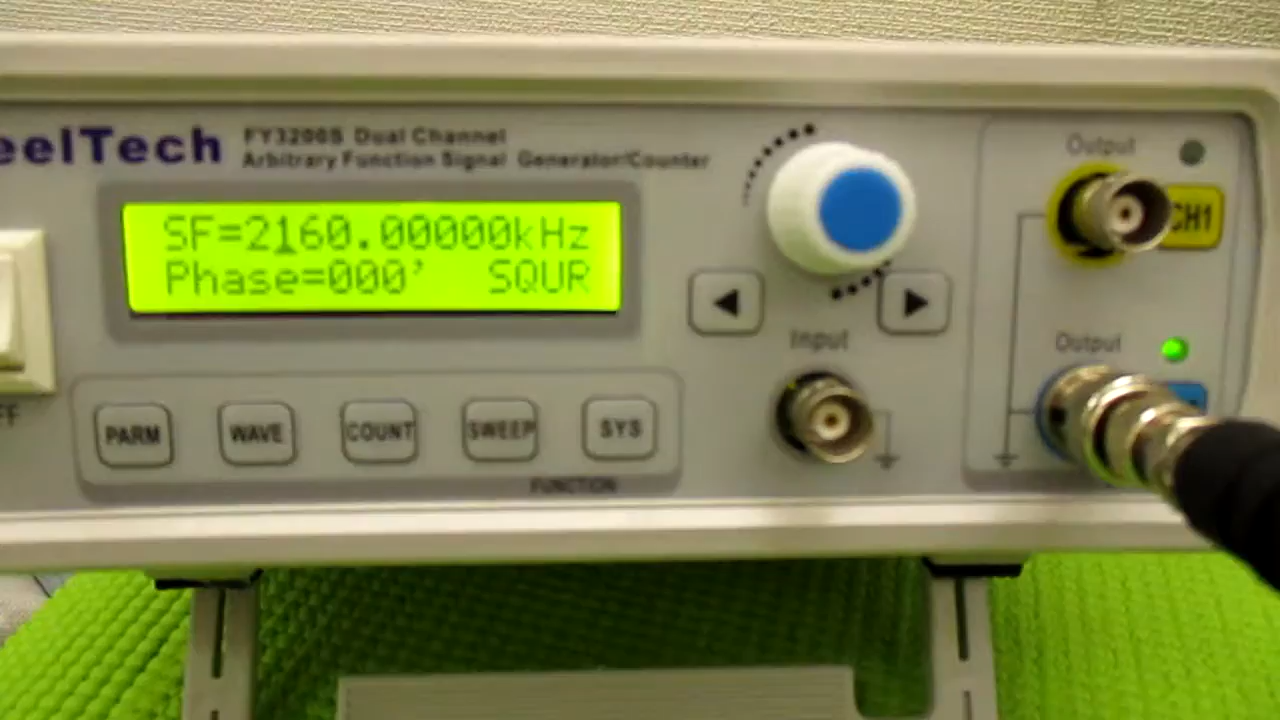 eelTech
FY3200S Dual Channel
Arbitrary Function Signal Generator/Counter
SF=2160.00000kHz
Phase=000' SQUR
Output
CH1
Input
Output
FF
PARM
WAVE
COUNT
SWEEP
SYS
FUNCTION